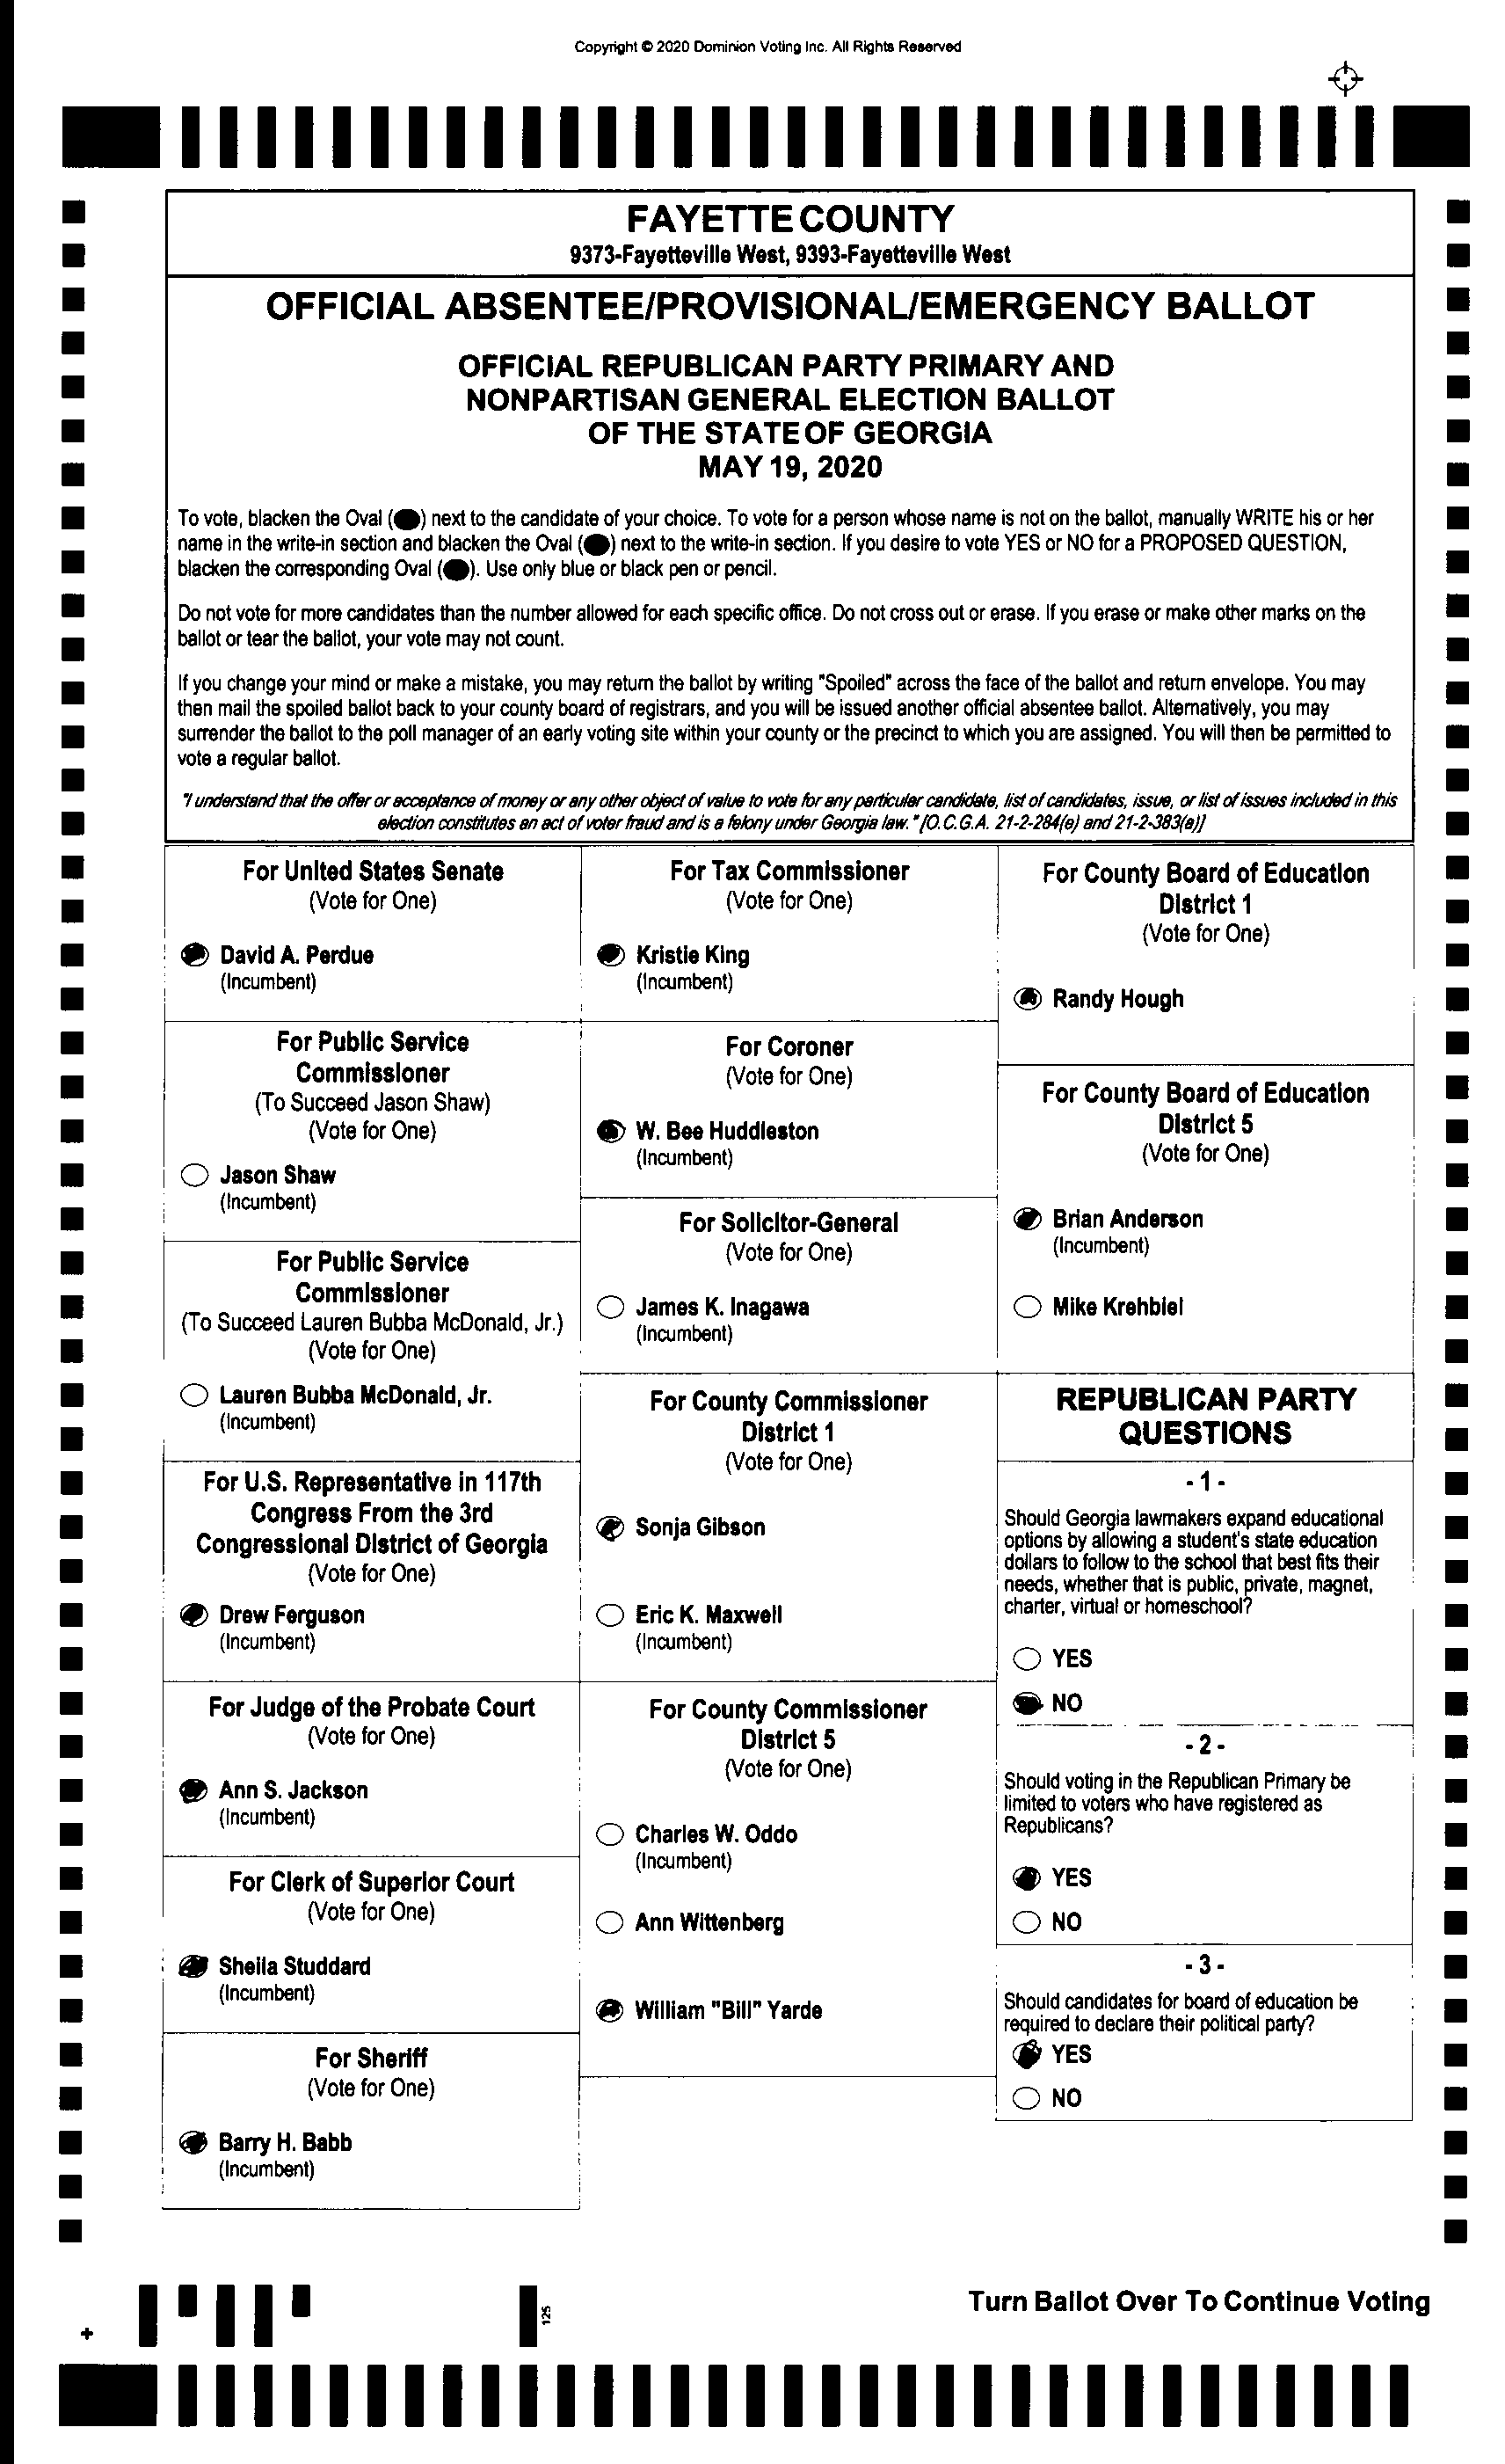 Copyright © 2020 Dominion Voting Inc. All Rights Reserved
FAYETTE COUNTY
9373-Fayetteville West, 9393-Fayetteville West
OFFICIAL ABSENTEE/PROVISIONAL/EMERGENCY BALLOT
OFFICIAL REPUBLICAN PARTY PRIMARY AND
NONPARTISAN GENERAL ELECTION BALLOT
OF THE STATE OF GEORGIA
MAY 19, 2020
To vote, blacken the Oval ( ) next to the candidate of your choice. To vote for a person whose name is not on the ballot, manually WRITE his or her
name in the write-in section and blacken the Oval ( ) next to the write-in section. If you desire to vote YES or NO for a PROPOSED QUESTION,
blacken the corresponding Oval ( ). Use only blue or black pen or pencil.
Do not vote for more candidates than the number allowed for each specific office. Do not cross out or erase. If you erase or make other marks on the
ballot or tear the ballot, your vote may not count.
If you change your mind or make a mistake, you may return the ballot by writing "Spoiled" across the face of the ballot and return envelope. You may
then mail the spoiled ballot back to your county board of registrars, and you will be issued another official absentee ballot. Alternatively, you may
surrender the ballot to the poll manager of an early voting site within your county or the precinct to which you are assigned. You will then be permitted to
vote a regular ballot.
"I understand that the offer or acceptance of money or any other object of value to vote for any particular candidate, list of candidates, issue, or list of issues included in this
election constitutes an act of voter fraud and is a felony under Georgia law." [O.C.G.A. 21-2-284(e) and 21-2-383(a)]
For United States Senate
(Vote for One)
David A. Perdue
(Incumbent)
For Public Service
Commissioner
(To Succeed Jason Shaw)
(Vote for One)
Jason Shaw
(Incumbent)
For Public Service
Commissioner
(To Succeed Lauren Bubba McDonald, Jr.)
(Vote for One)
Lauren Bubba McDonald, Jr.
(Incumbent)
For U.S. Representative in 117th
Congress From the 3rd
Congressional District of Georgia
(Vote for One)
Drew Ferguson
(Incumbent)
For Judge of the Probate Court
(Vote for One)
Ann S. Jackson
(Incumbent)
For Clerk of Superior Court
(Vote for One)
Sheila Studdard
(Incumbent)
For Sheriff
(Vote for One)
Barry H. Babb
(Incumbent)
For Tax Commissioner
(Vote for One)
Kristie King
(Incumbent)
For Coroner
(Vote for One)
W. Bee Huddleston
(Incumbent)
For Solicitor-General
(Vote for One)
James K. Inagawa
(Incumbent)
For County Commissioner
District 1
(Vote for One)
Sonja Gibson
Eric K. Maxwell
(Incumbent)
For County Commissioner
District 5
(Vote for One)
Charles W. Oddo
(Incumbent)
Ann Wittenberg
William "Bill" Yarde
For County Board of Education
District 1
(Vote for One)
Randy Hough
For County Board of Education
District 5
(Vote for One)
Brian Anderson
(Incumbent)
Mike Krehbiel
REPUBLICAN PARTY
QUESTIONS
- 1 -
Should Georgia lawmakers expand educational
options by allowing a student's state education
dollars to follow to the school that best fits their
needs, whether that is public, private, magnet,
charter, virtual or homeschool?
YES
NO
- 2 -
Should voting in the Republican Primary be
limited to voters who have registered as
Republicans?
YES
NO
- 3 -
Should candidates for board of education be
required to declare their political party?
YES
NO
125
Turn Ballot Over To Continue Voting